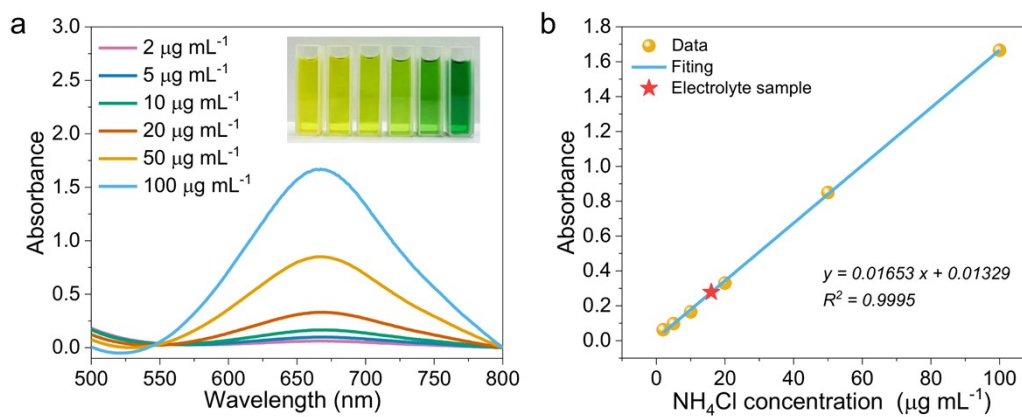 a
3.0
2.5
2.0
1.5
1.0
0.5
0.0
Absorbance
2 μg mL⁻¹
5 μg mL⁻¹
10 μg mL⁻¹
20 μg mL⁻¹
50 μg mL⁻¹
100 μg mL⁻¹
500 550 600 650 700 750 800
Wavelength (nm)
b
1.8
1.6
1.4
1.2
1.0
0.8
0.6
0.4
0.2
0.0
Absorbance
Data
Fiting
Electrolyte sample
y = 0.01653 x + 0.01329
R² = 0.9995
0 20 40 60 80 100
NH₄Cl concentration (μg mL⁻¹)